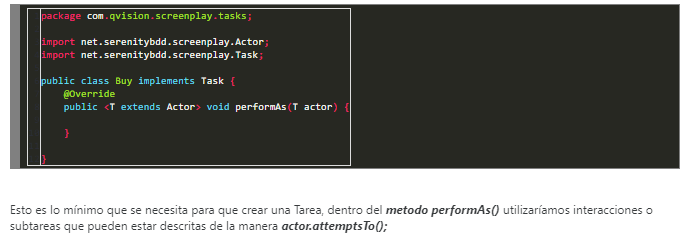 package com.qvision.screenplay.tasks;
import net.serenitybdd.screenplay.Actor;
import net.serenitybdd.screenplay.Task;
public class Buy implements Task {
@Override
public <T extends Actor> void performAs(T actor) {
}
}
Esto es lo mínimo que se necesita para que crear una Tarea, dentro del metodo performAs() utilizaríamos interacciones o
subtareas que pueden estar descritas de la manera actor.attemptsTo();